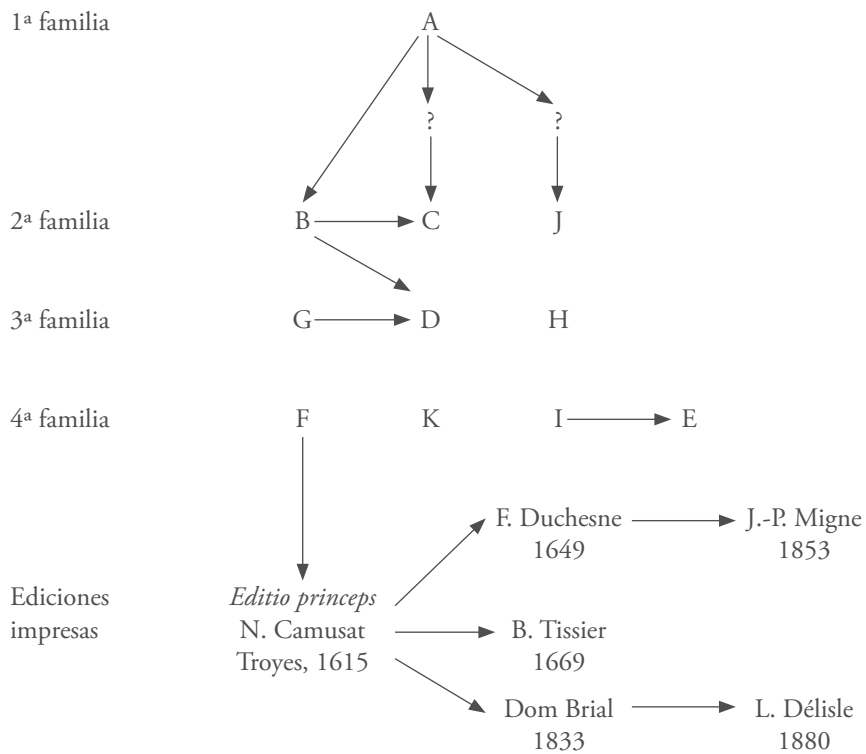 1ª familia
A
?
?
2ª familia
B
C
J
3ª familia
G
D
H
4ª familia
F
K
I
E
F. Duchesne
1649
J.-P. Migne
1853
Ediciones
impresas
Editio princeps
N. Camusat
Troyes, 1615
B. Tissier
1669
Dom Brial
1833
L. Délisle
1880